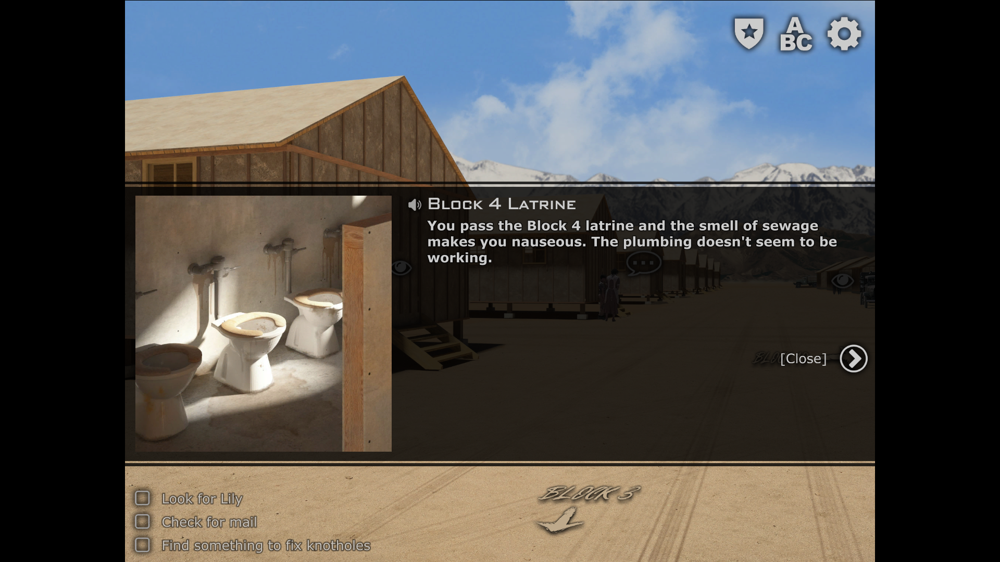 A
BC
Block 4 Latrine
You pass the Block 4 latrine and the smell of sewage
makes you nauseous. The plumbing doesn't seem to be
working.
[Close]
BLOCK 3
Look for Lily
Check for mail
Find something to fix knotholes